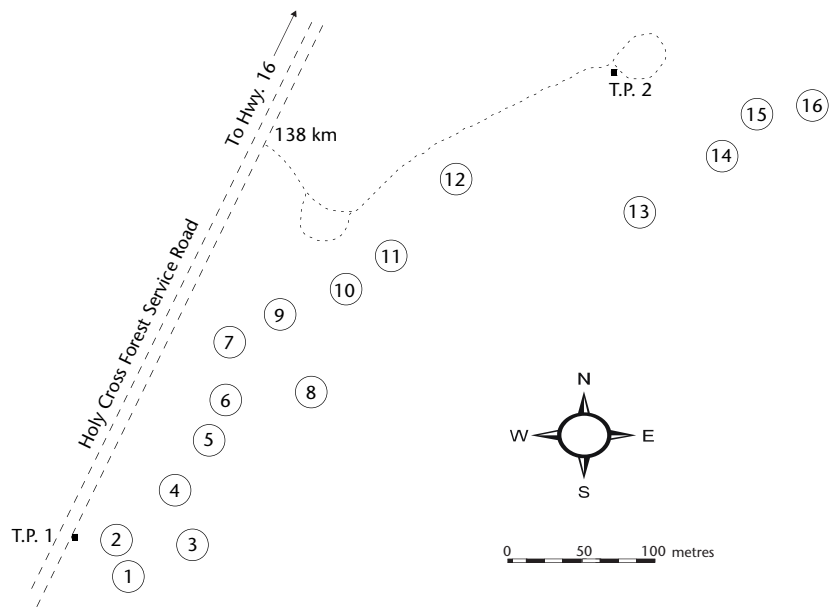 To Hwy. 16
138 km
T.P. 2
16
15
14
12
13
11
10
Holy Cross Forest Service Road
9
7
8
6
5
N
W
E
S
4
T.P. 1
2
3
1
0
50
100
metres